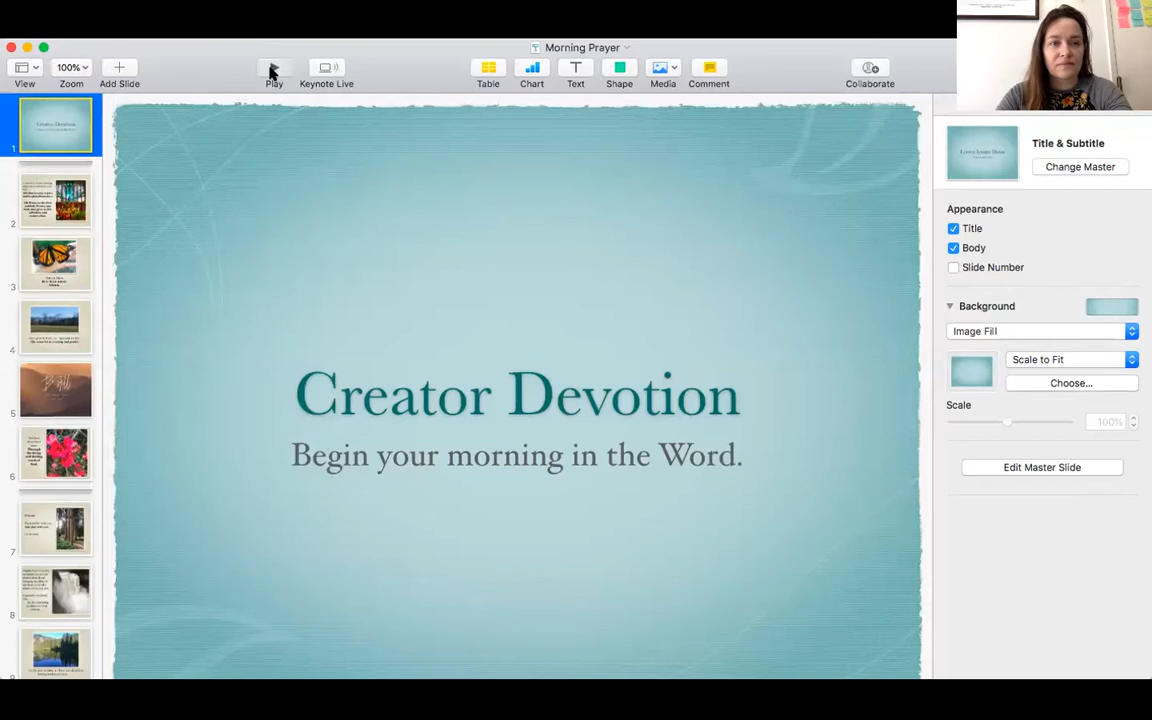 Morning Prayer
100%
View
Zoom
Add Slide
Play
Keynote Live
Table
Chart
Text
Shape
Media
Comment
Collaborate
Creator Devotion
1
2
3
4
5
6
7
8
Creator Devotion
Begin your morning in the Word.
Title & Subtitle
Change Master
Appearance
Title
Body
Slide Number
Background
Image Fill
Scale to Fit
Choose...
Scale
100%
Edit Master Slide